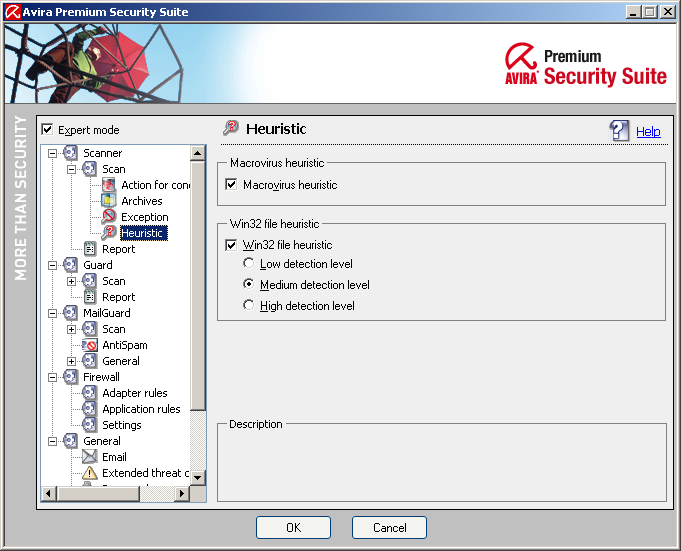 Avira Premium Security Suite
AVIRA
Premium
Security Suite
MORE THAN SECURITY
Expert mode
Scanner
Scan
Action for con
Archives
Exception
Heuristic
Report
Guard
Scan
Report
MailGuard
Scan
AntiSpam
General
Firewall
Adapter rules
Application rules
Settings
General
Email
Extended threat c
Heuristic
Help
Macrovirus heuristic
Macrovirus heuristic
Win32 file heuristic
Win32 file heuristic
Low detection level
Medium detection level
High detection level
Description
OK
Cancel